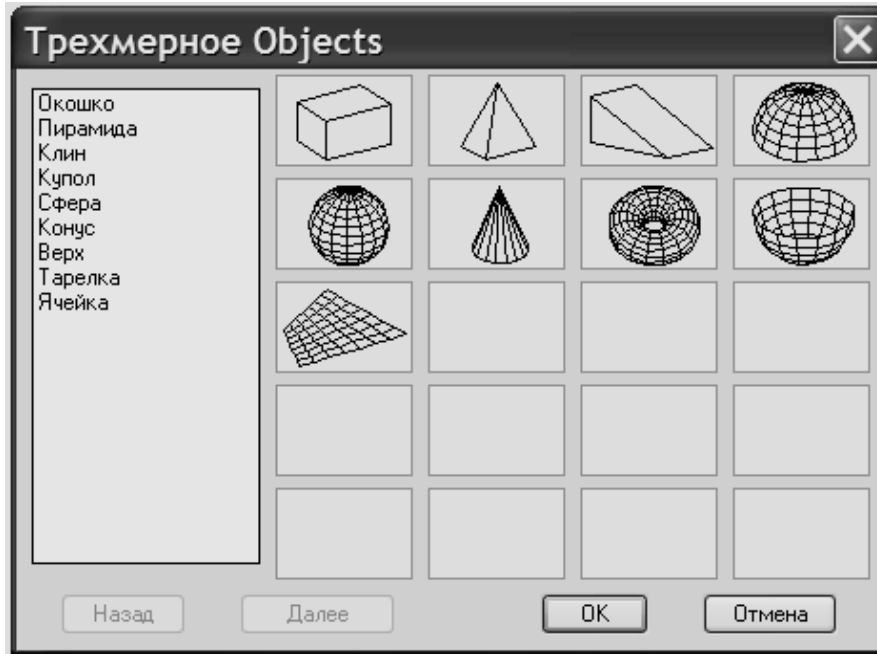 Трехмерное Objects
Окошко
Пирамида
Клин
Купол
Сфера
Конус
Верх
Тарелка
Ячейка
Назад
Далее
OK
Отмена